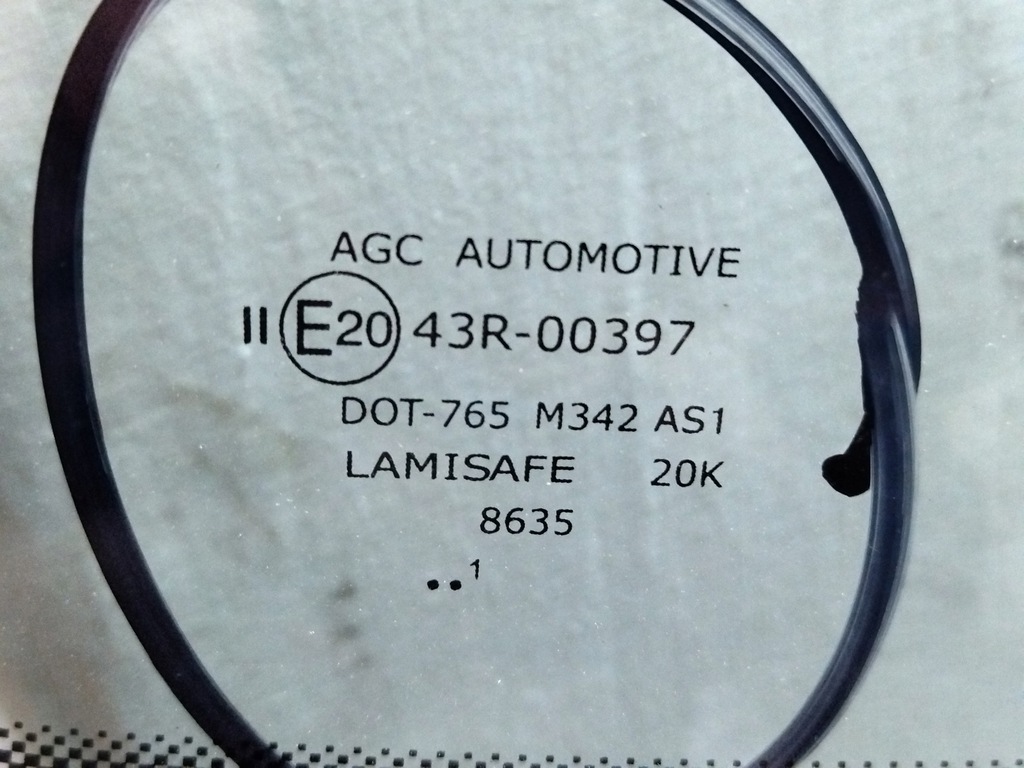 AGC AUTOMOTIVE
II E20 43R-00397
DOT-765 M342 AS1
LAMISAFE 20K
8635
..1